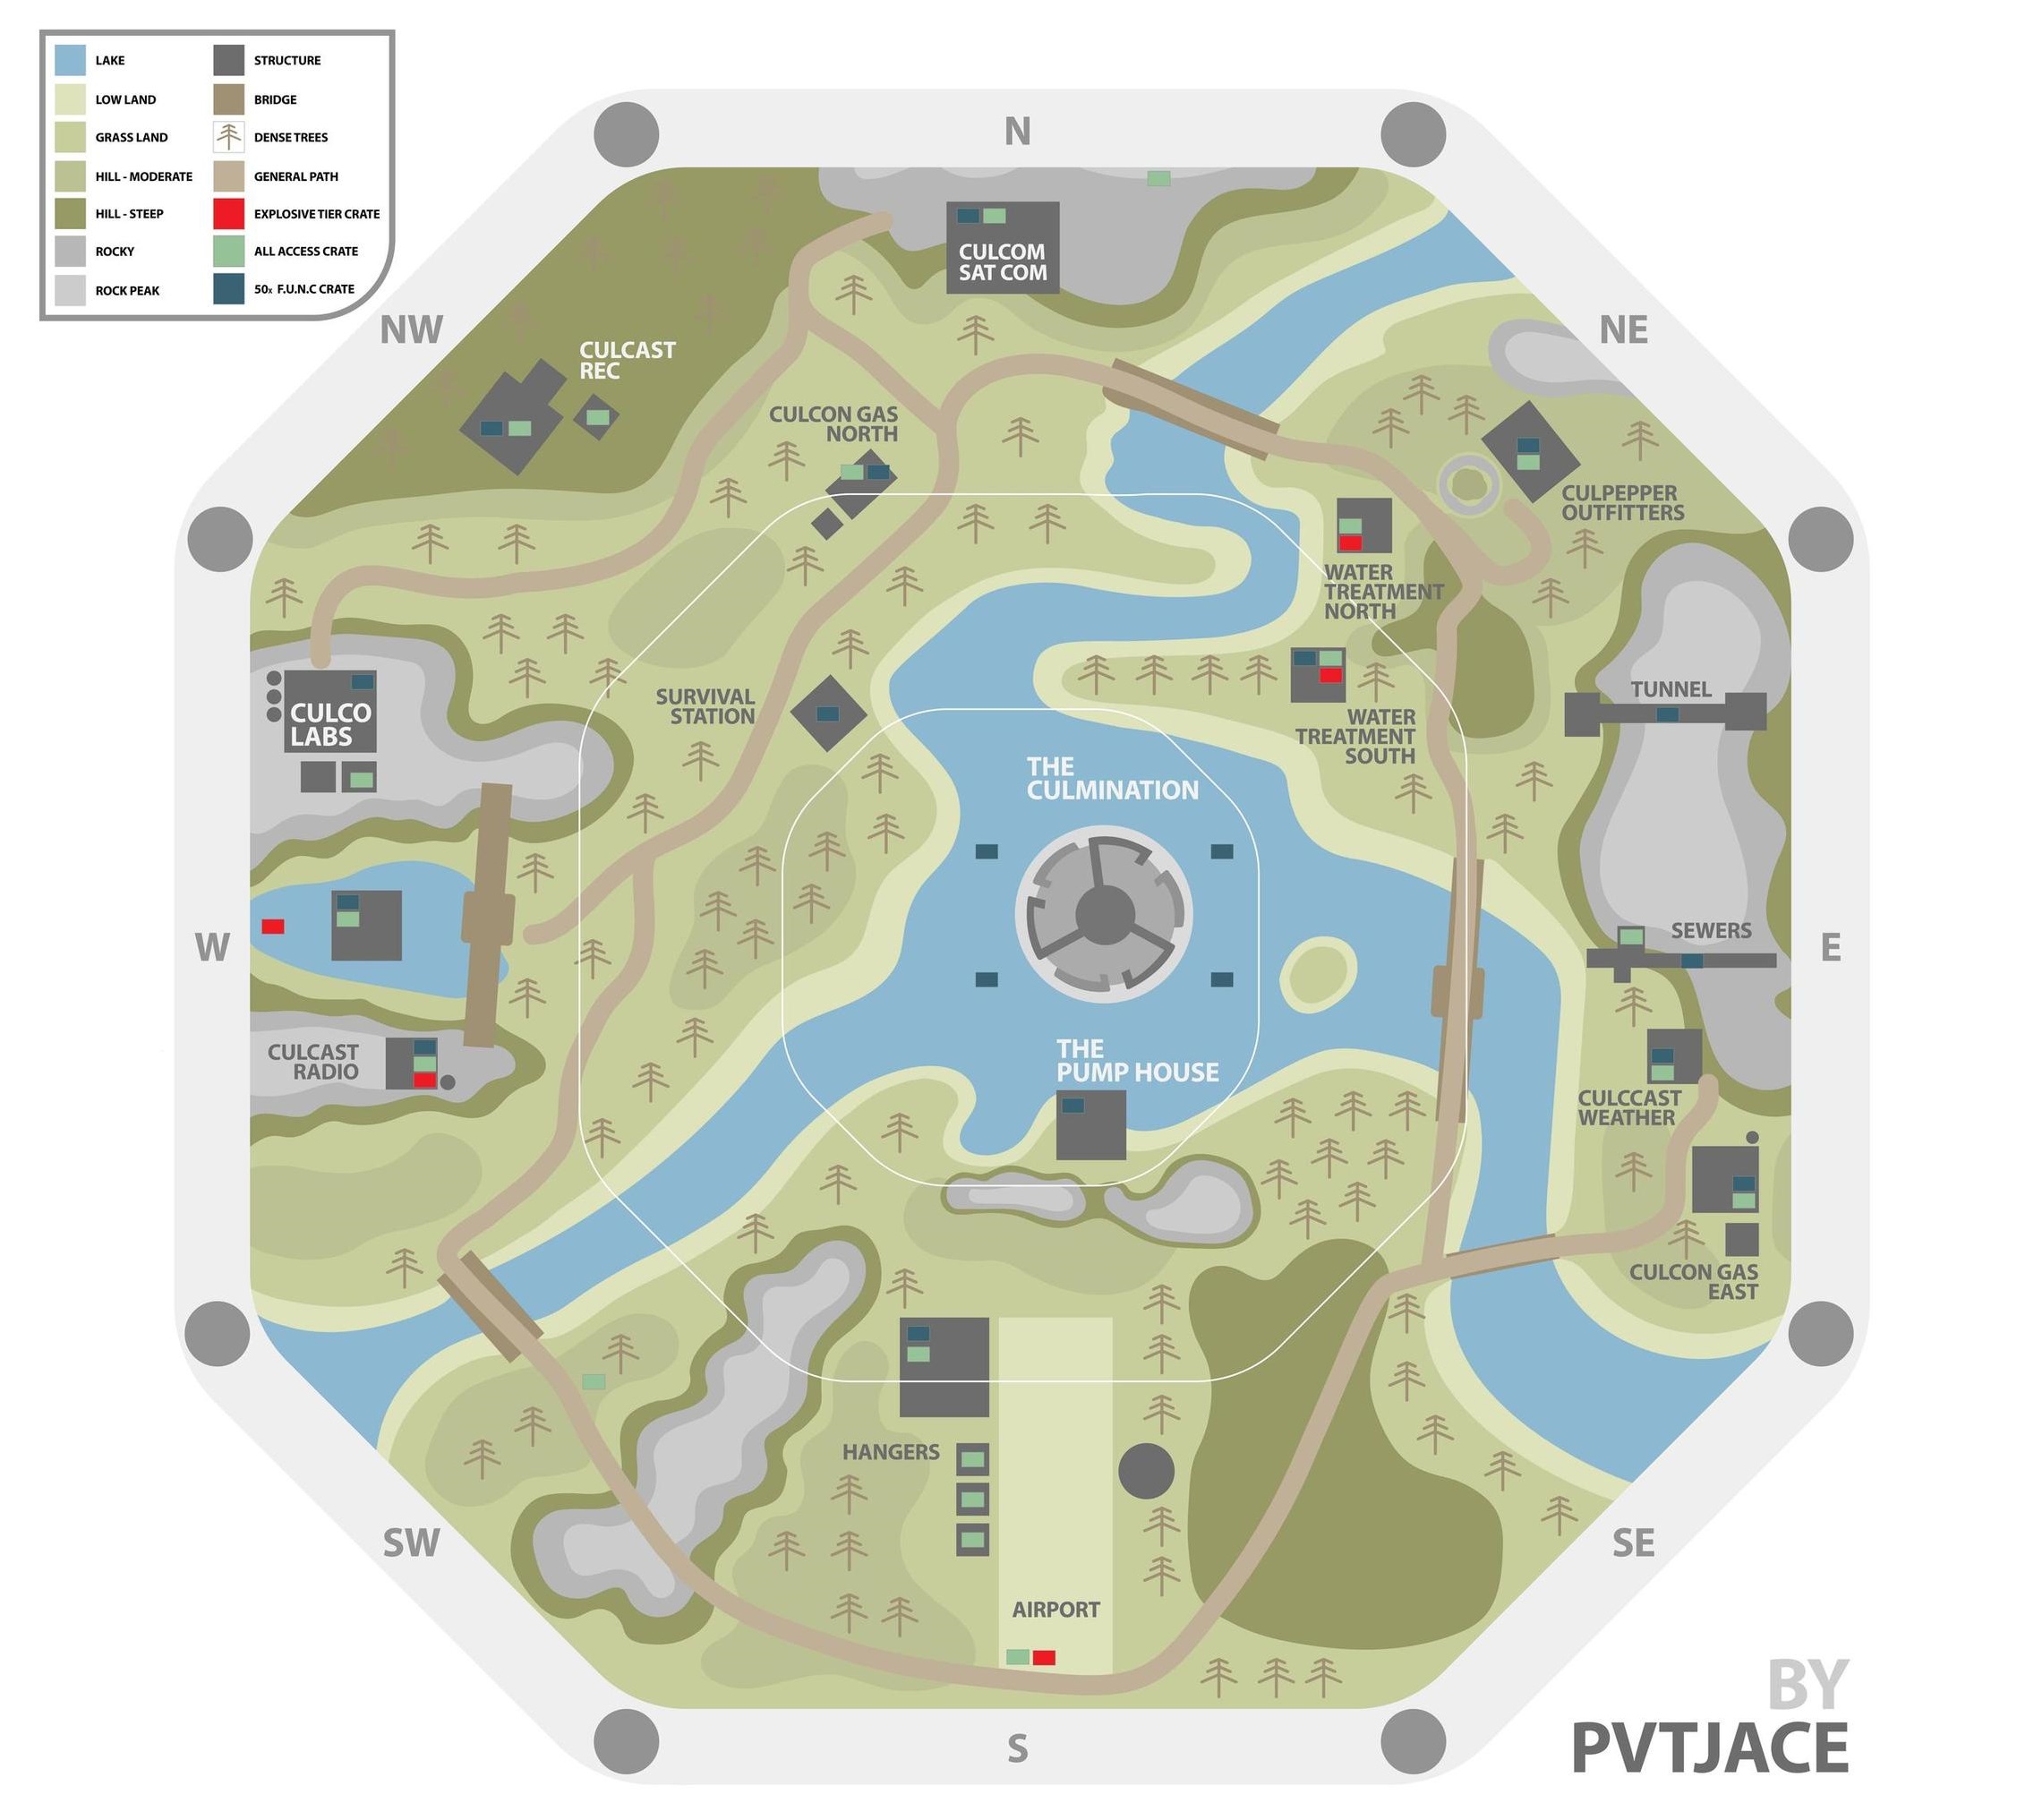 LAKE
LOW LAND
GRASS LAND
HILL - MODERATE
HILL - STEEP
ROCKY
ROCK PEAK
STRUCTURE
BRIDGE
DENSE TREES
GENERAL PATH
EXPLOSIVE TIER CRATE
ALL ACCESS CRATE
50x F.U.N.C CRATE
N
NW
NE
CULCOM
SAT COM
CULCAST
REC
CULCON GAS
NORTH
CULPEPPER
OUTFITTERS
WATER
TREATMENT
NORTH
SURVIVAL
STATION
TUNNEL
CULCO
LABS
WATER
TREATMENT
SOUTH
THE
CULMINATION
W
SEWERS
E
CULCAST
RADIO
THE
PUMP HOUSE
CULCCAST
WEATHER
CULCON GAS
EAST
HANGERS
SW
SE
AIRPORT
S
BY
PVTJACE